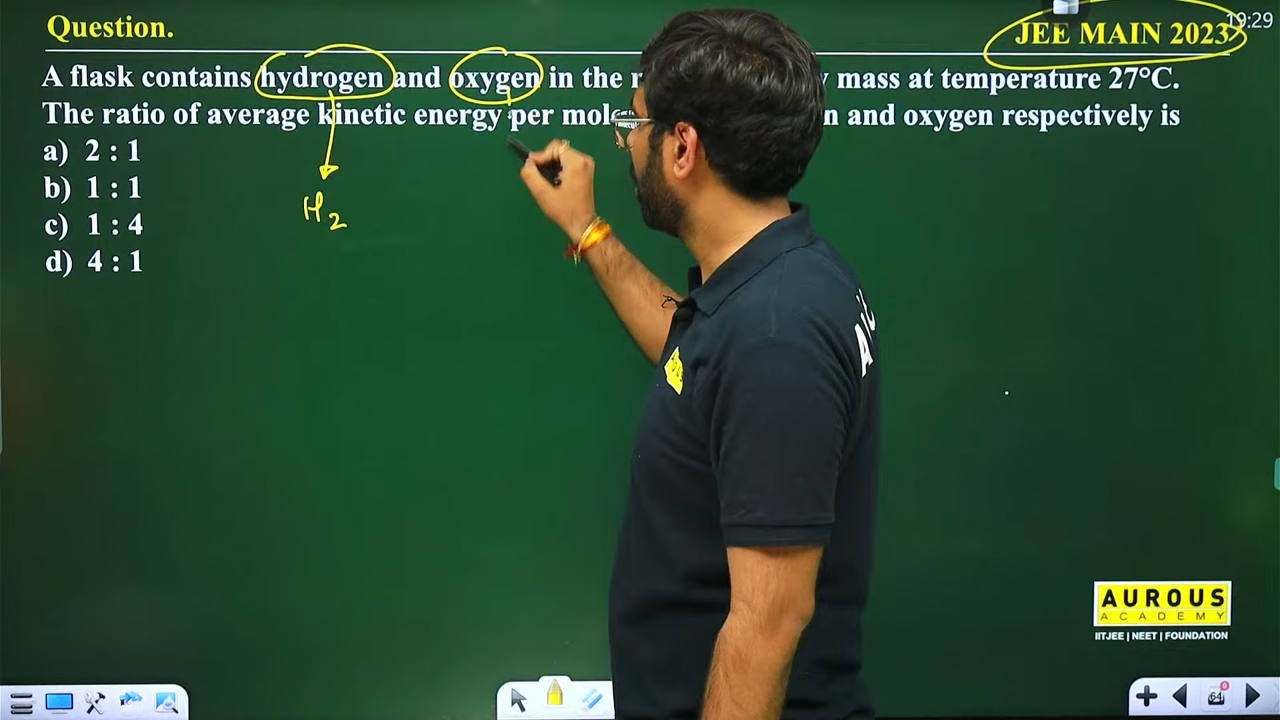 Question.
JEE MAIN 2023
19:29
A flask contains hydrogen and oxygen in the mass at temperature 27°C.
The ratio of average kinetic energy per and oxygen respectively is
a) 2 : 1
b) 1 : 1
c) 1 : 4
d) 4 : 1
H2
AUROUS
ACADEMY
IITJEE | NEET | FOUNDATION
64